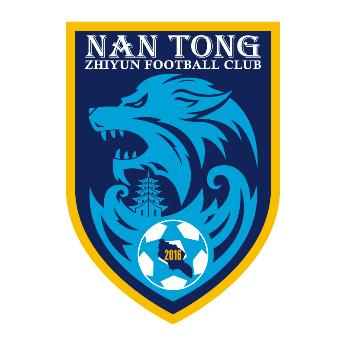 NAN TONG
ZHIYUN FOOTBALL CLUB
2016